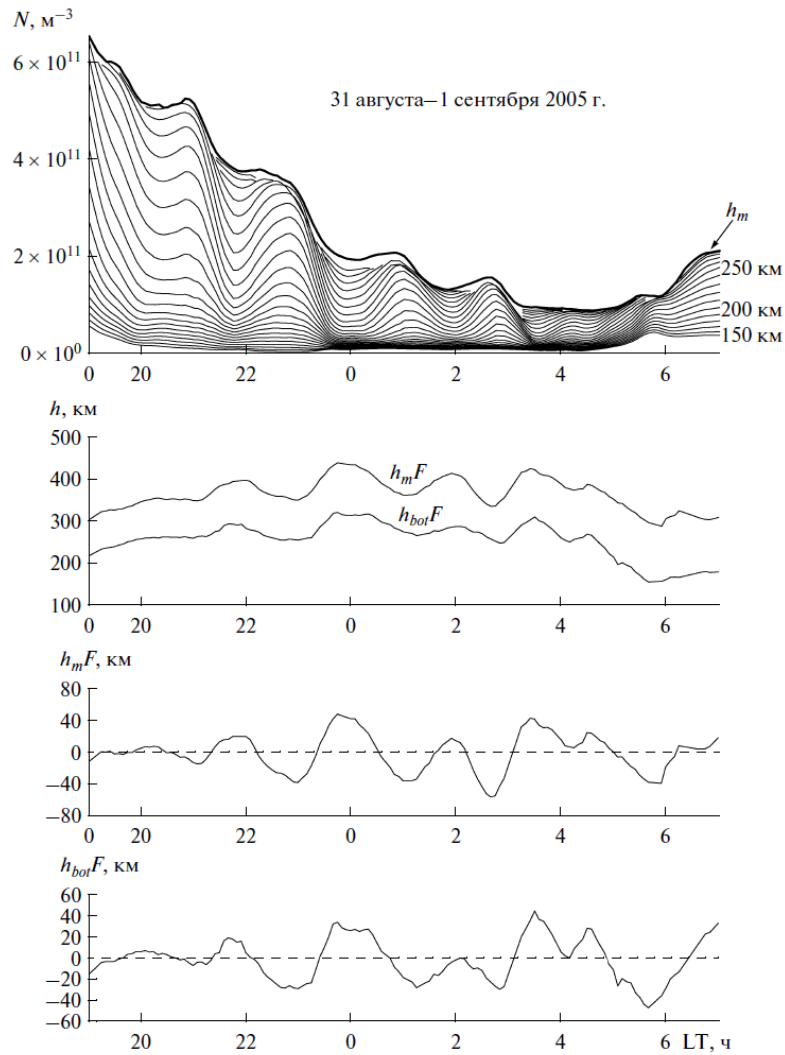 N, м⁻³
6 × 10¹¹
31 августа–1 сентября 2005 г.
4 × 10¹¹
hₘ
2 × 10¹¹
250 км
200 км
150 км
0 × 10⁰
0 20 22 0 2 4 6
h, км
500
400
hₘF
300
h_botF
200
100
0 20 22 0 2 4 6
hₘF, км
80
40
0
−40
−80
0 20 22 0 2 4 6
h_botF, км
60
40
20
0
−20
−40
−60
20 22 0 2 4 6 LT, ч